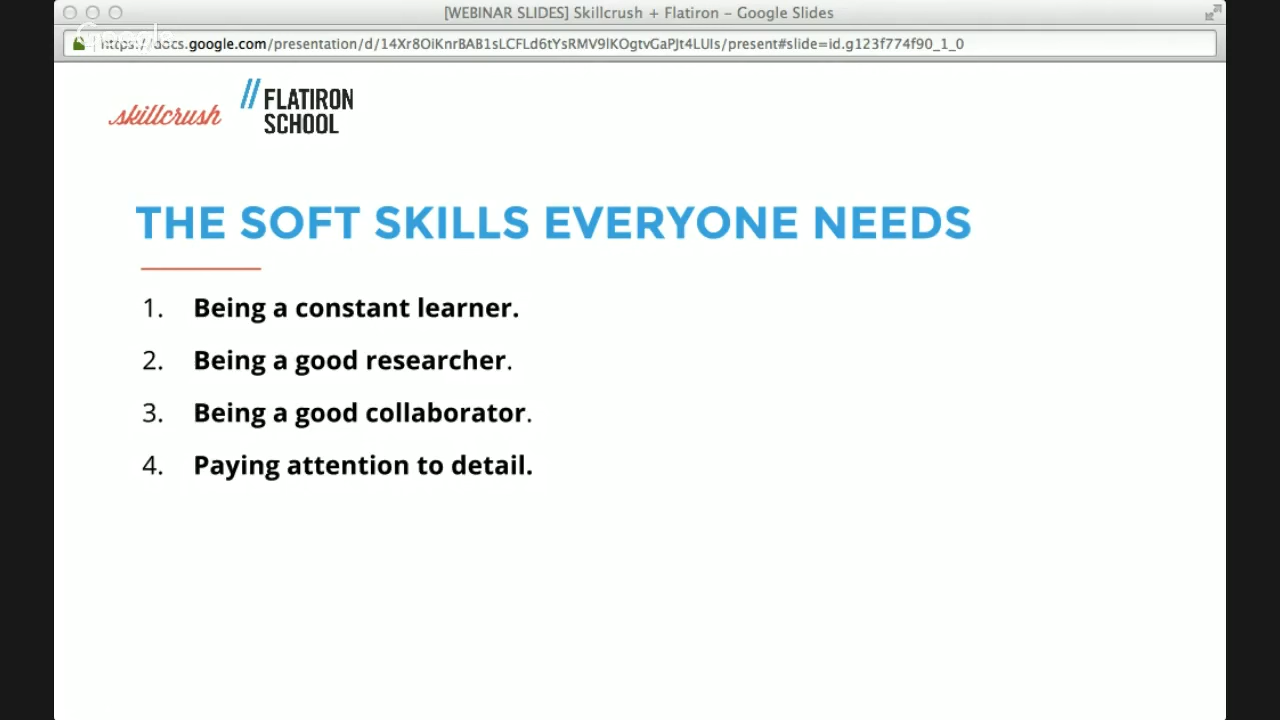 [WEBINAR SLIDES] Skillcrush + Flatiron – Google Slides
Google
https://docs.google.com/presentation/d/14Xr8OiKnrBAB1sLCFLd6tYsRMV9lKOgtvGaPJt4LUIs/present#slide=id.g123f774f90_1_0
skillcrush // FLATIRON
SCHOOL
THE SOFT SKILLS EVERYONE NEEDS
1. Being a constant learner.
2. Being a good researcher.
3. Being a good collaborator.
4. Paying attention to detail.